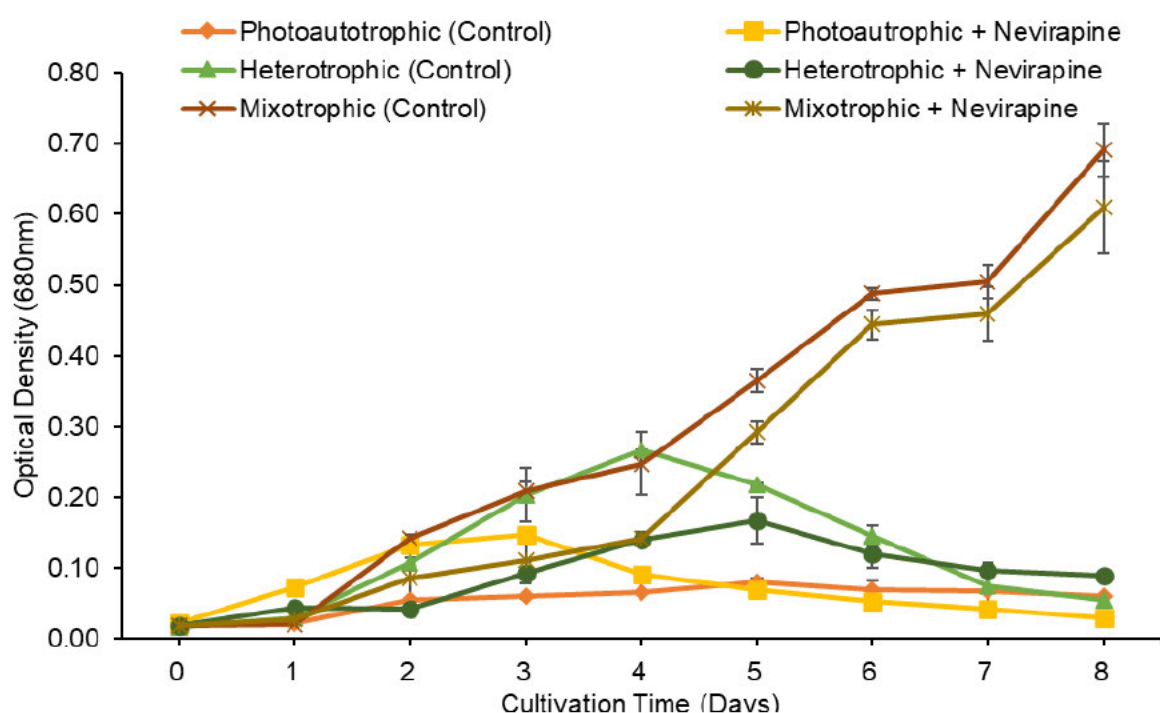 Photoautotrophic (Control)
Photoautrophic + Nevirapine
Heterotrophic (Control)
Heterotrophic + Nevirapine
Mixotrophic (Control)
Mixotrophic + Nevirapine
0.80
0.70
0.60
0.50
0.40
0.30
0.20
0.10
0.00
Optical Density (680nm)
0 1 2 3 4 5 6 7 8
Cultivation Time (Days)